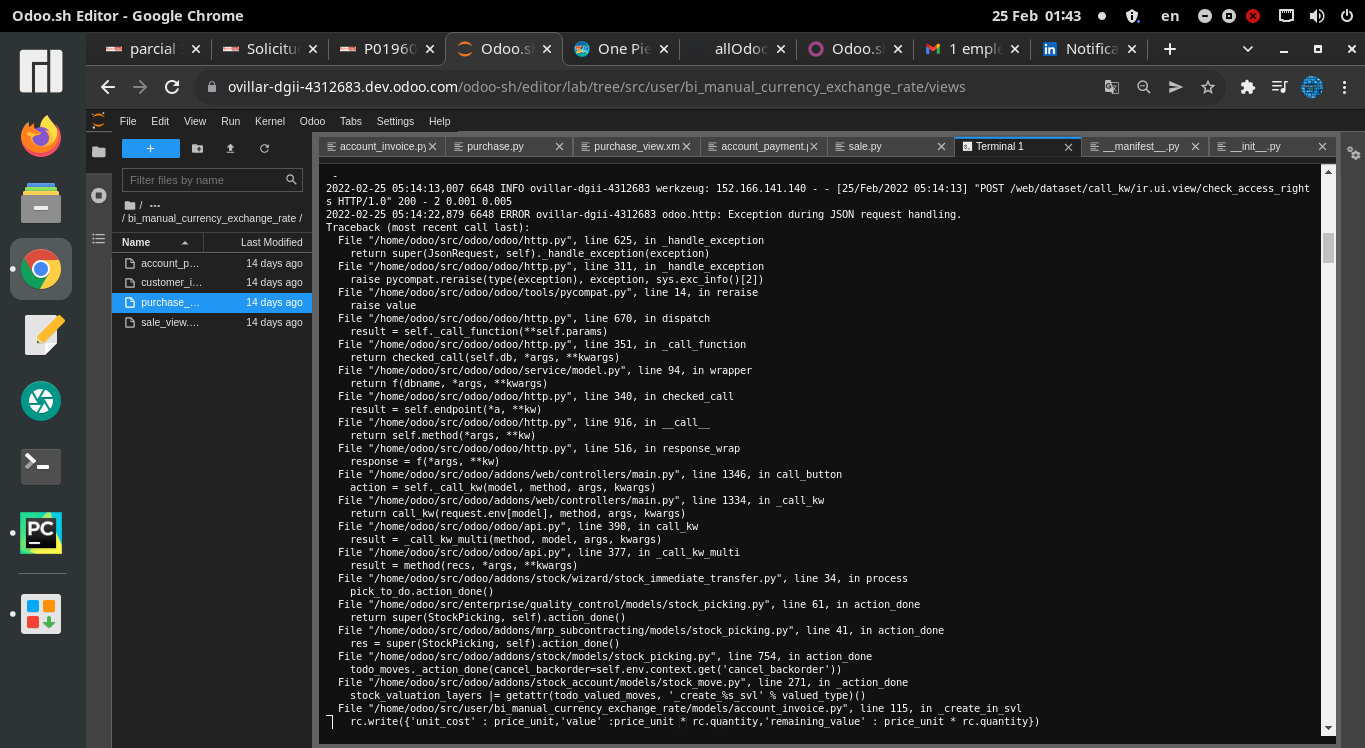 Odoo.sh Editor - Google Chrome
25 Feb 01:43
en
parcial
Solicitu
P01960
Odoo.sh
One Pie
allOdoo
Odoo.sh
1 emple
Notifica
ovillar-dgii-4312683.dev.odoo.com/odoo-sh/editor/lab/tree/src/user/bi_manual_currency_exchange_rate/views
File Edit View Run Kernel Odoo Tabs Settings Help
account_invoice.py
purchase.py
purchase_view.xm
account_payment.p
sale.py
Terminal 1
__manifest__.py
__init__.py
Filter files by name
/ ···
/ bi_manual_currency_exchange_rate /
Name Last Modified
account_p... 14 days ago
customer_i... 14 days ago
purchase_... 14 days ago
sale_view.... 14 days ago
-
2022-02-25 05:14:13,007 6648 INFO ovillar-dgii-4312683 werkzeug: 152.166.141.140 - - [25/Feb/2022 05:14:13] "POST /web/dataset/call_kw/ir.ui.view/check_access_right
s HTTP/1.0" 200 - 2 0.001 0.005
2022-02-25 05:14:22,879 6648 ERROR ovillar-dgii-4312683 odoo.http: Exception during JSON request handling.
Traceback (most recent call last):
File "/home/odoo/src/odoo/odoo/http.py", line 625, in _handle_exception
return super(JsonRequest, self)._handle_exception(exception)
File "/home/odoo/src/odoo/odoo/http.py", line 311, in _handle_exception
raise pycompat.reraise(type(exception), exception, sys.exc_info()[2])
File "/home/odoo/src/odoo/odoo/tools/pycompat.py", line 14, in reraise
raise value
File "/home/odoo/src/odoo/odoo/http.py", line 670, in dispatch
result = self._call_function(**self.params)
File "/home/odoo/src/odoo/odoo/http.py", line 351, in _call_function
return checked_call(self.db, *args, **kwargs)
File "/home/odoo/src/odoo/odoo/service/model.py", line 94, in wrapper
return f(dbname, *args, **kwargs)
File "/home/odoo/src/odoo/odoo/http.py", line 340, in checked_call
result = self.endpoint(*a, **kw)
File "/home/odoo/src/odoo/odoo/http.py", line 916, in __call__
return self.method(*args, **kw)
File "/home/odoo/src/odoo/odoo/http.py", line 516, in response_wrap
response = f(*args, **kw)
File "/home/odoo/src/odoo/addons/web/controllers/main.py", line 1346, in call_button
action = self._call_kw(model, method, args, kwargs)
File "/home/odoo/src/odoo/addons/web/controllers/main.py", line 1334, in _call_kw
return call_kw(request.env[model], method, args, kwargs)
File "/home/odoo/src/odoo/odoo/api.py", line 390, in call_kw
result = _call_kw_multi(method, model, args, kwargs)
File "/home/odoo/src/odoo/odoo/api.py", line 377, in _call_kw_multi
result = method(recs, *args, **kwargs)
File "/home/odoo/src/odoo/addons/stock/wizard/stock_immediate_transfer.py", line 34, in process
pick_to_do.action_done()
File "/home/odoo/src/enterprise/quality_control/models/stock_picking.py", line 61, in action_done
return super(StockPicking, self).action_done()
File "/home/odoo/src/odoo/addons/mrp_subcontracting/models/stock_picking.py", line 41, in action_done
res = super(StockPicking, self).action_done()
File "/home/odoo/src/odoo/addons/stock/models/stock_picking.py", line 754, in action_done
todo_moves._action_done(cancel_backorder=self.env.context.get('cancel_backorder'))
File "/home/odoo/src/odoo/addons/stock_account/models/stock_move.py", line 271, in _action_done
stock_valuation_layers |= getattr(todo_valued_moves, '_create_%s_svl' % valued_type)()
File "/home/odoo/src/user/bi_manual_currency_exchange_rate/models/account_invoice.py", line 115, in _create_in_svl
rc.write({'unit_cost' : price_unit,'value' :price_unit * rc.quantity,'remaining_value' : price_unit * rc.quantity})
PC